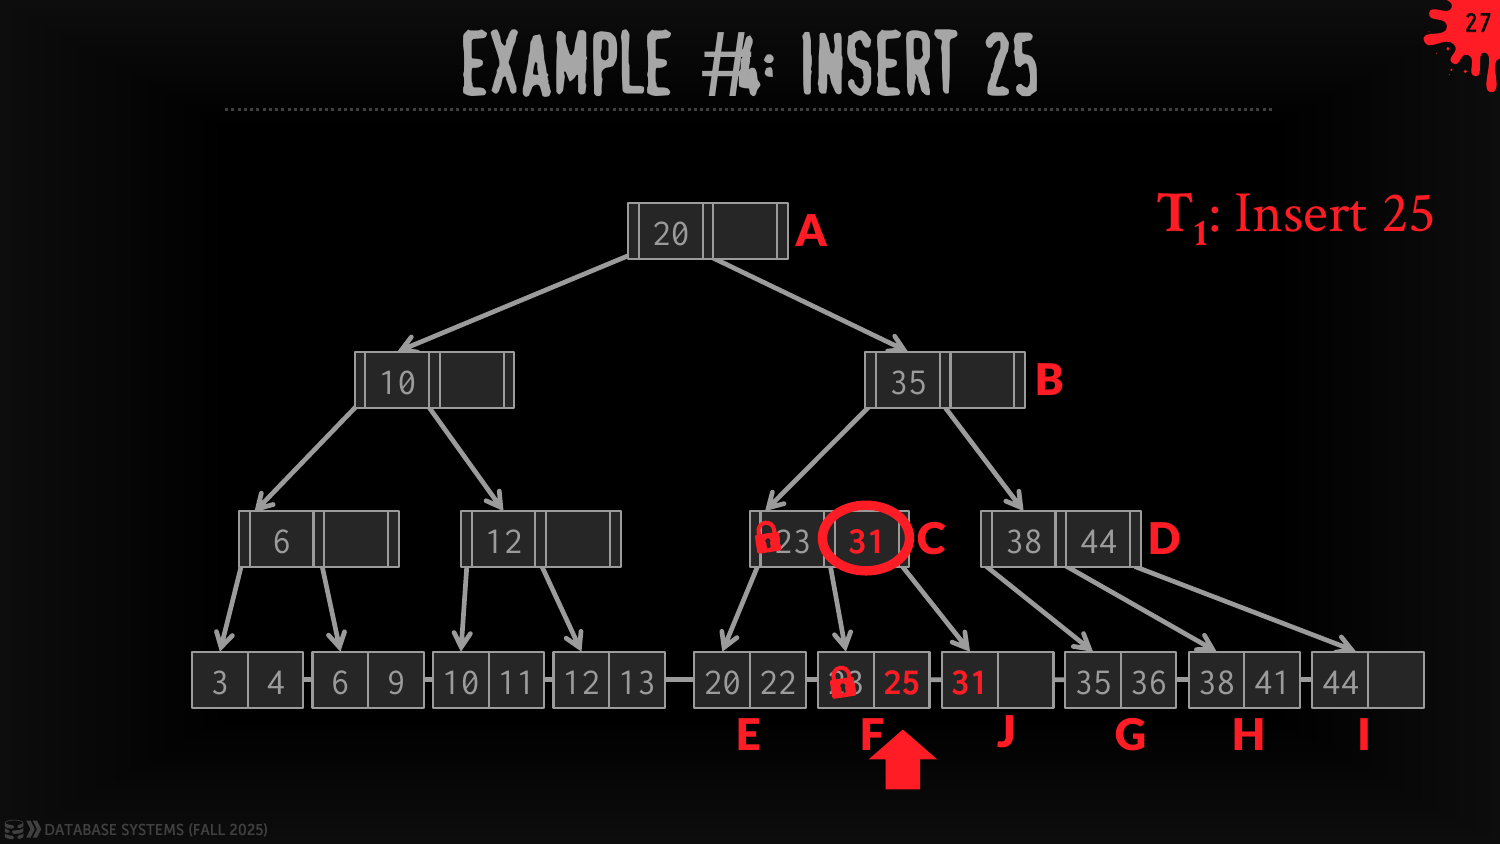 27
EXAMPLE #4: INSERT 25
T1: Insert 25
20 A
10 35 B
6 12 23 31 C 38 44 D
3 4 6 9 10 11 12 13 20 22 23 25 31 35 36 38 41 44
E F J G H I
DATABASE SYSTEMS (FALL 2025)